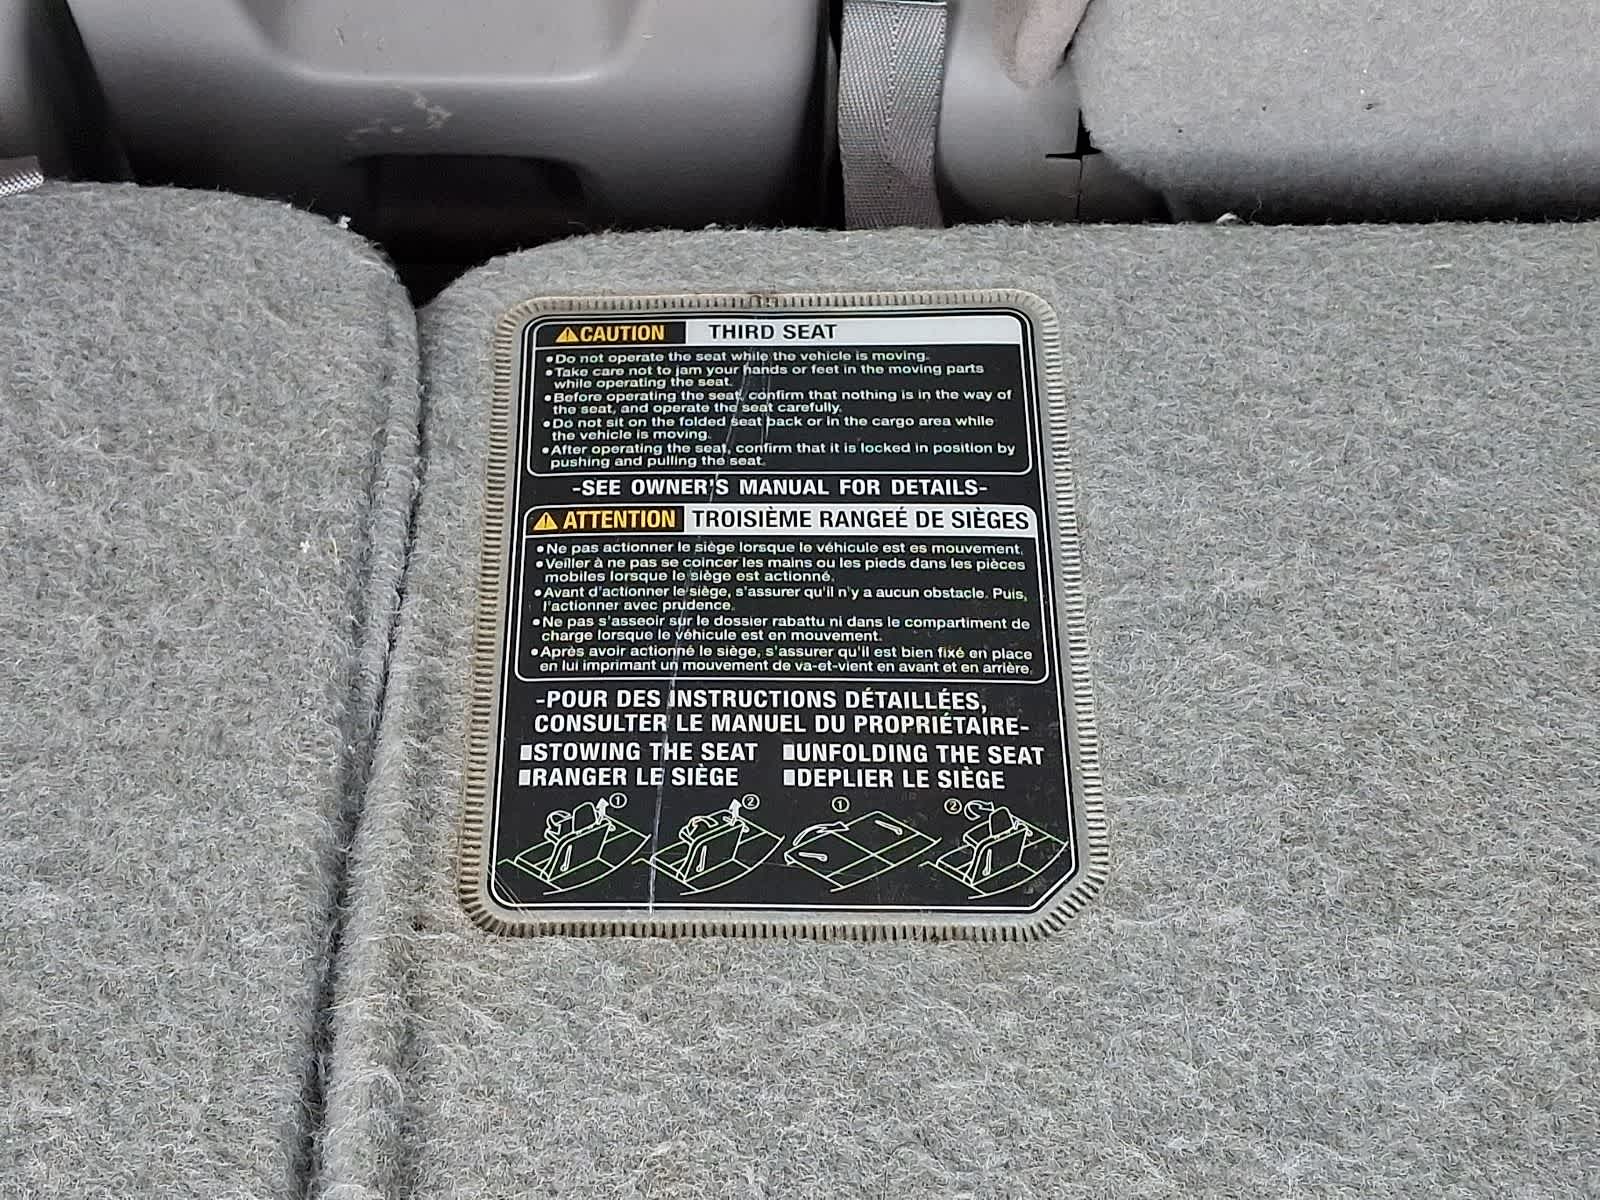 ⚠CAUTION THIRD SEAT
•Do not operate the seat while the vehicle is moving.
•Take care not to jam your hands or feet in the moving parts
while operating the seat.
•Before operating the seat, confirm that nothing is in the way of
the seat, and operate the seat carefully.
•Do not sit on the folded seat back or in the cargo area while
the vehicle is moving.
•After operating the seat, confirm that it is locked in position by
pushing and pulling the seat.
-SEE OWNER'S MANUAL FOR DETAILS-
⚠ ATTENTION TROISIÈME RANGEÉ DE SIÈGES
•Ne pas actionner le siège lorsque le véhicule est es mouvement.
•Veiller à ne pas se coincer les mains ou les pieds dans les pièces
mobiles lorsque le siège est actionné.
•Avant d'actionner le siège, s'assurer qu'il n'y a aucun obstacle. Puis,
l'actionner avec prudence.
•Ne pas s'asseoir sur le dossier rabattu ni dans le compartiment de
charge lorsque le véhicule est en mouvement.
•Après avoir actionné le siège, s'assurer qu'il est bien fixé en place
en lui imprimant un mouvement de va-et-vient en avant et en arrière.
-POUR DES INSTRUCTIONS DÉTAILLÉES,
CONSULTER LE MANUEL DU PROPRIÉTAIRE-
■STOWING THE SEAT ■UNFOLDING THE SEAT
■RANGER LE SIÈGE ■DEPLIER LE SIÈGE
① ② ① ②